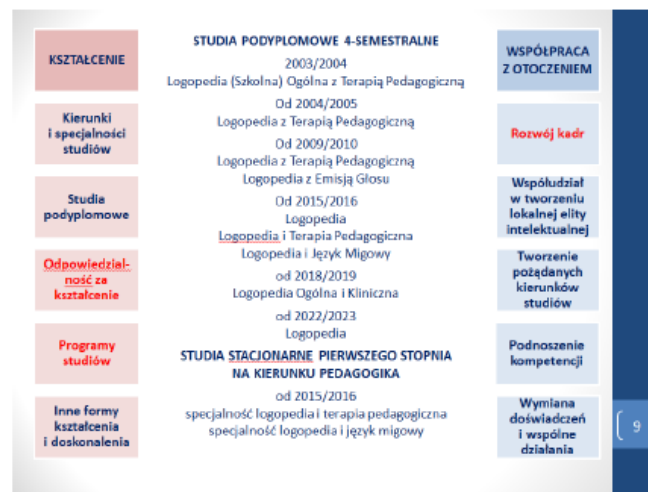 KSZTAŁCENIE
Kierunki
i specjalności
studiów
Studia
podyplomowe
Odpowiedzial-
ność za
kształcenie
Programy
studiów
Inne formy
kształcenia
i doskonalenia
STUDIA PODYPLOMOWE 4-SEMESTRALNE
2003/2004
Logopedia (Szkolna) Ogólna z Terapią Pedagogiczną
Od 2004/2005
Logopedia z Terapią Pedagogiczną
Od 2009/2010
Logopedia z Terapią Pedagogiczną
Logopedia z Emisją Głosu
Od 2015/2016
Logopedia
Logopedia i Terapia Pedagogiczna
Logopedia i Język Migowy
od 2018/2019
Logopedia Ogólna i Kliniczna
od 2022/2023
Logopedia
STUDIA STACJONARNE PIERWSZEGO STOPNIA
NA KIERUNKU PEDAGOGIKA
od 2015/2016
specjalność logopedia i terapia pedagogiczna
specjalność logopedia i język migowy
WSPÓŁPRACA
Z OTOCZENIEM
Rozwój kadr
Współudział
w tworzeniu
lokalnej elity
intelektualnej
Tworzenie
pożądanych
kierunków
studiów
Podnoszenie
kompetencji
Wymiana
doświadczeń
i wspólne
działania
9